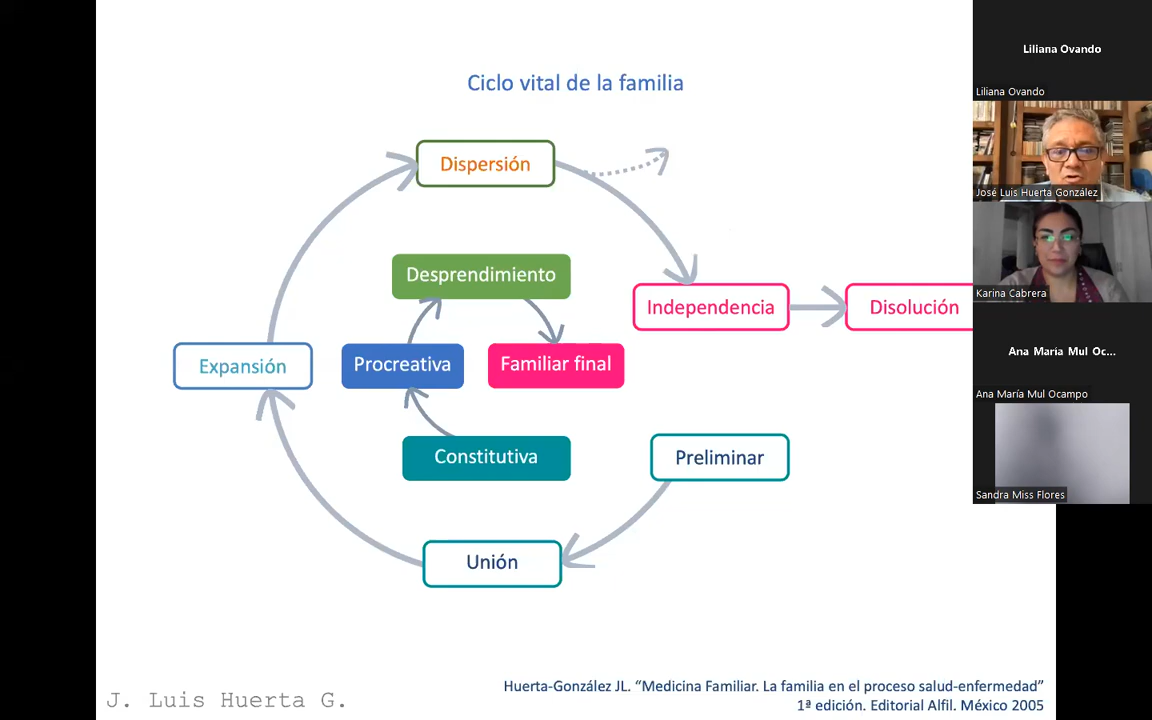 Ciclo vital de la familia
Dispersión
Desprendimiento
Independencia
Disolución
Expansión
Procreativa
Familiar final
Constitutiva
Preliminar
Unión
J. Luis Huerta G.
Huerta-González JL. “Medicina Familiar. La familia en el proceso salud-enfermedad”
1ª edición. Editorial Alfil. México 2005
Liliana Ovando
Liliana Ovando
José Luis Huerta González
Karina Cabrera
Ana María Mul Oc...
Ana María Mul Ocampo
Sandra Miss Flores